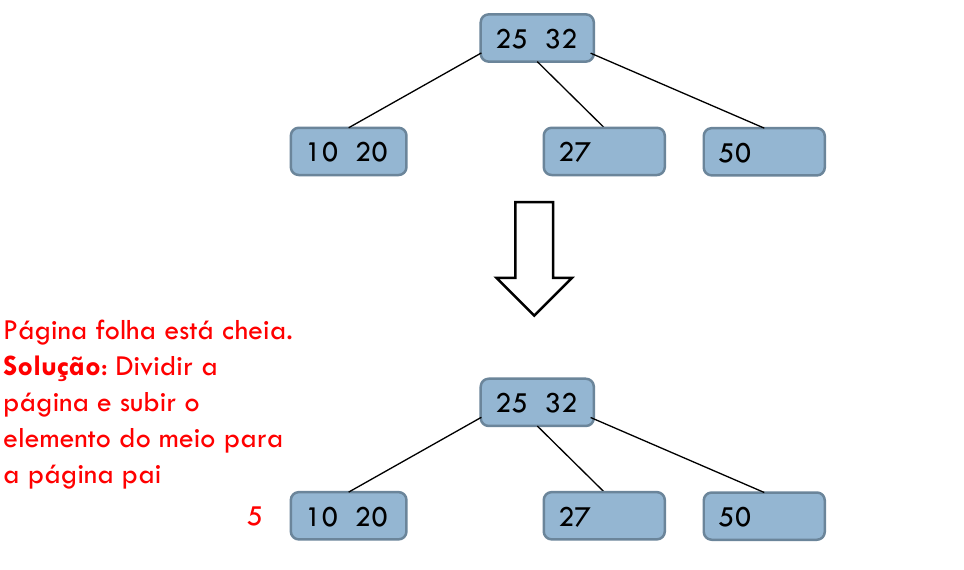 25 32
10 20 27 50
Página folha está cheia.
Solução: Dividir a
página e subir o
elemento do meio para
a página pai
25 32
5 10 20 27 50